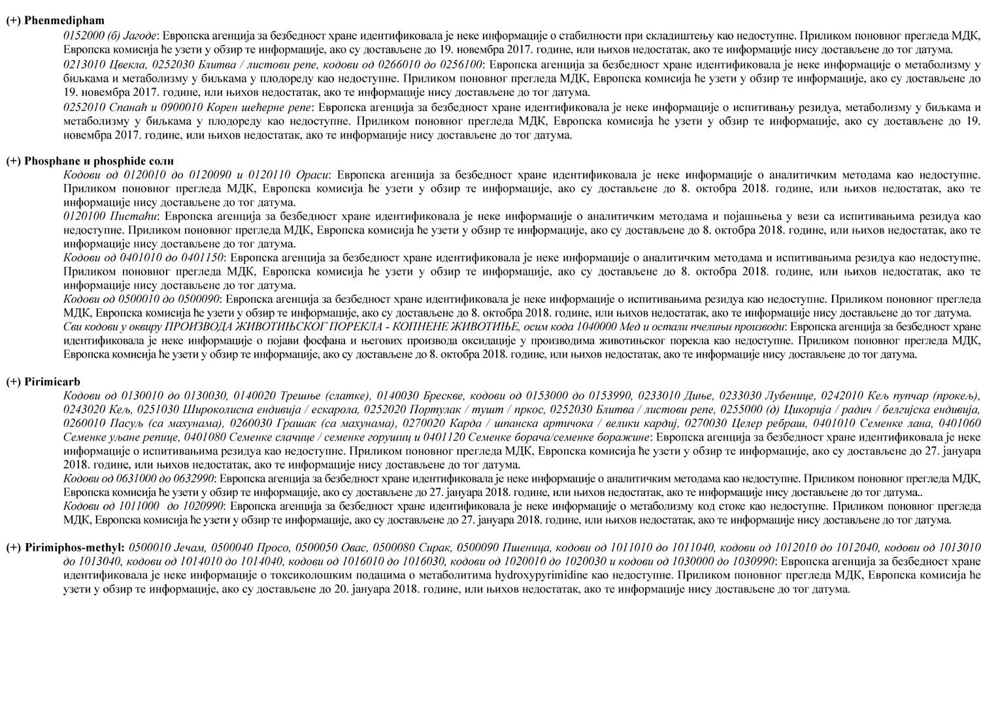 (+) Phenmedipham
0152000 (б) Јагоде: Европска агенција за безбедност хране идентификовала је неке информације о стабилности при складиштењу као недоступне. Приликом поновног прегледа МДК,
Европска комисија ће узети у обзир те информације, ако су достављене до 19. новембра 2017. године, или њихов недостатак, ако те информације нису достављене до тог датума.
0213010 Цвекла, 0252030 Блитва / листови репе, кодови од 0266010 до 0256100: Европска агенција за безбедност хране идентификовала је неке информације о метаболизму у
биљкама и метаболизму у биљкама у плодореду као недоступне. Приликом поновног прегледа МДК, Европска комисија ће узети у обзир те информације, ако су достављене до
19. новембра 2017. године, или њихов недостатак, ако те информације нису достављене до тог датума.
0252010 Спанаћ и 0900010 Корен шећерне репе: Европска агенција за безбедност хране идентификовала је неке информације о испитивању резидуа, метаболизму у биљкама и
метаболизму у биљкама у плодореду као недоступне. Приликом поновног прегледа МДК, Европска комисија ће узети у обзир те информације, ако су достављене до 19.
новембра 2017. године, или њихов недостатак, ако те информације нису достављене до тог датума.
(+) Phosphane и phosphide соли
Кодови од 0120010 до 0120090 и 0120110 Ораси: Европска агенција за безбедност хране идентификовала је неке информације о аналитичким методама као недоступне.
Приликом поновног прегледа МДК, Европска комисија ће узети у обзир те информације, ако су достављене до 8. октобра 2018. године, или њихов недостатак, ако те
информације нису достављене до тог датума.
0120100 Пистаћи: Европска агенција за безбедност хране идентификовала је неке информације о аналитичким методама и појашњења у вези са испитивањима резидуа као
недоступне. Приликом поновног прегледа МДК, Европска комисија ће узети у обзир те информације, ако су достављене до 8. октобра 2018. године, или њихов недостатак, ако те
информације нису достављене до тог датума.
Кодови од 0401010 до 0401150: Европска агенција за безбедност хране идентификовала је неке информације о аналитичким методама и испитивањима резидуа као недоступне.
Приликом поновног прегледа МДК, Европска комисија ће узети у обзир те информације, ако су достављене до 8. октобра 2018. године, или њихов недостатак, ако те
информације нису достављене до тог датума.
Кодови од 0500010 до 0500090: Европска агенција за безбедност хране идентификовала је неке информације о испитивањима резидуа као недоступне. Приликом поновног прегледа
МДК, Европска комисија ће узети у обзир те информације, ако су достављене до 8. октобра 2018. године, или њихов недостатак, ако те информације нису достављене до тог датума.
Сви кодови у оквиру ПРОИЗВОДА ЖИВОТИЊСКОГ ПОРЕКЛА - КОПНЕНЕ ЖИВОТИЊЕ, осим кода 1040000 Мед и остали пчелињи производи: Европска агенција за безбедност хране
идентификовала је неке информације о појави фосфана и његових производа оксидације у производима животињског порекла као недоступне. Приликом поновног прегледа МДК,
Европска комисија ће узети у обзир те информације, ако су достављене до 8. октобра 2018. године, или њихов недостатак, ако те информације нису достављене до тог датума.
(+) Pirimicarb
Кодови од 0130010 до 0130030, 0140020 Трешње (слатке), 0140030 Брескве, кодови од 0153000 до 0153990, 0233010 Диње, 0233030 Лубенице, 0242010 Кељ пупчар (прокељ),
0243020 Кељ, 0251030 Широколисна ендивија / ескарола, 0252020 Портулак / тушт / пркос, 0252030 Блитва / листови репе, 0255000 (д) Цикорија / радич / белгијска ендивија,
0260010 Пасуљ (са махунама), 0260030 Грашак (са махунама), 0270020 Карда / шпанска артичока / велики кардиј, 0270030 Целер ребраш, 0401010 Семенке лана, 0401060
Семенке уљане репице, 0401080 Семенке слачице / семенке горушиц и 0401120 Семенке борача/семенке боражине: Европска агенција за безбедност хране идентификовала је неке
информације о испитивањима резидуа као недоступне. Приликом поновног прегледа МДК, Европска комисија ће узети у обзир те информације, ако су достављене до 27. јануара
2018. године, или њихов недостатак, ако те информације нису достављене до тог датума.
Кодови од 0631000 до 0632990: Европска агенција за безбедност хране идентификовала је неке информације о аналитичким методама као недоступне. Приликом поновног прегледа МДК,
Европска комисија ће узети у обзир те информације, ако су достављене до 27. јануара 2018. године, или њихов недостатак, ако те информације нису достављене до тог датума..
Кодови од 1011000 до 1020990: Европска агенција за безбедност хране идентификовала је неке информације о метаболизму код стоке као недоступне. Приликом поновног прегледа
МДК, Европска комисија ће узети у обзир те информације, ако су достављене до 27. јануара 2018. године, или њихов недостатак, ако те информације нису достављене до тог датума.
(+) Pirimiphos-methyl: 0500010 Јечам, 0500040 Просо, 0500050 Овас, 0500080 Сирак, 0500090 Пшеница, кодови од 1011010 до 1011040, кодови од 1012010 до 1012040, кодови од 1013010
до 1013040, кодови од 1014010 до 1014040, кодови од 1016010 до 1016030, кодови од 1020010 до 1020030 и кодови од 1030000 до 1030990: Европска агенција за безбедност хране
идентификовала је неке информације о токсиколошким подацима о метаболитима hydroxypyrimidine као недоступне. Приликом поновног прегледа МДК, Европска комисија ће
узети у обзир те информације, ако су достављене до 20. јануара 2018. године, или њихов недостатак, ако те информације нису достављене до тог датума.